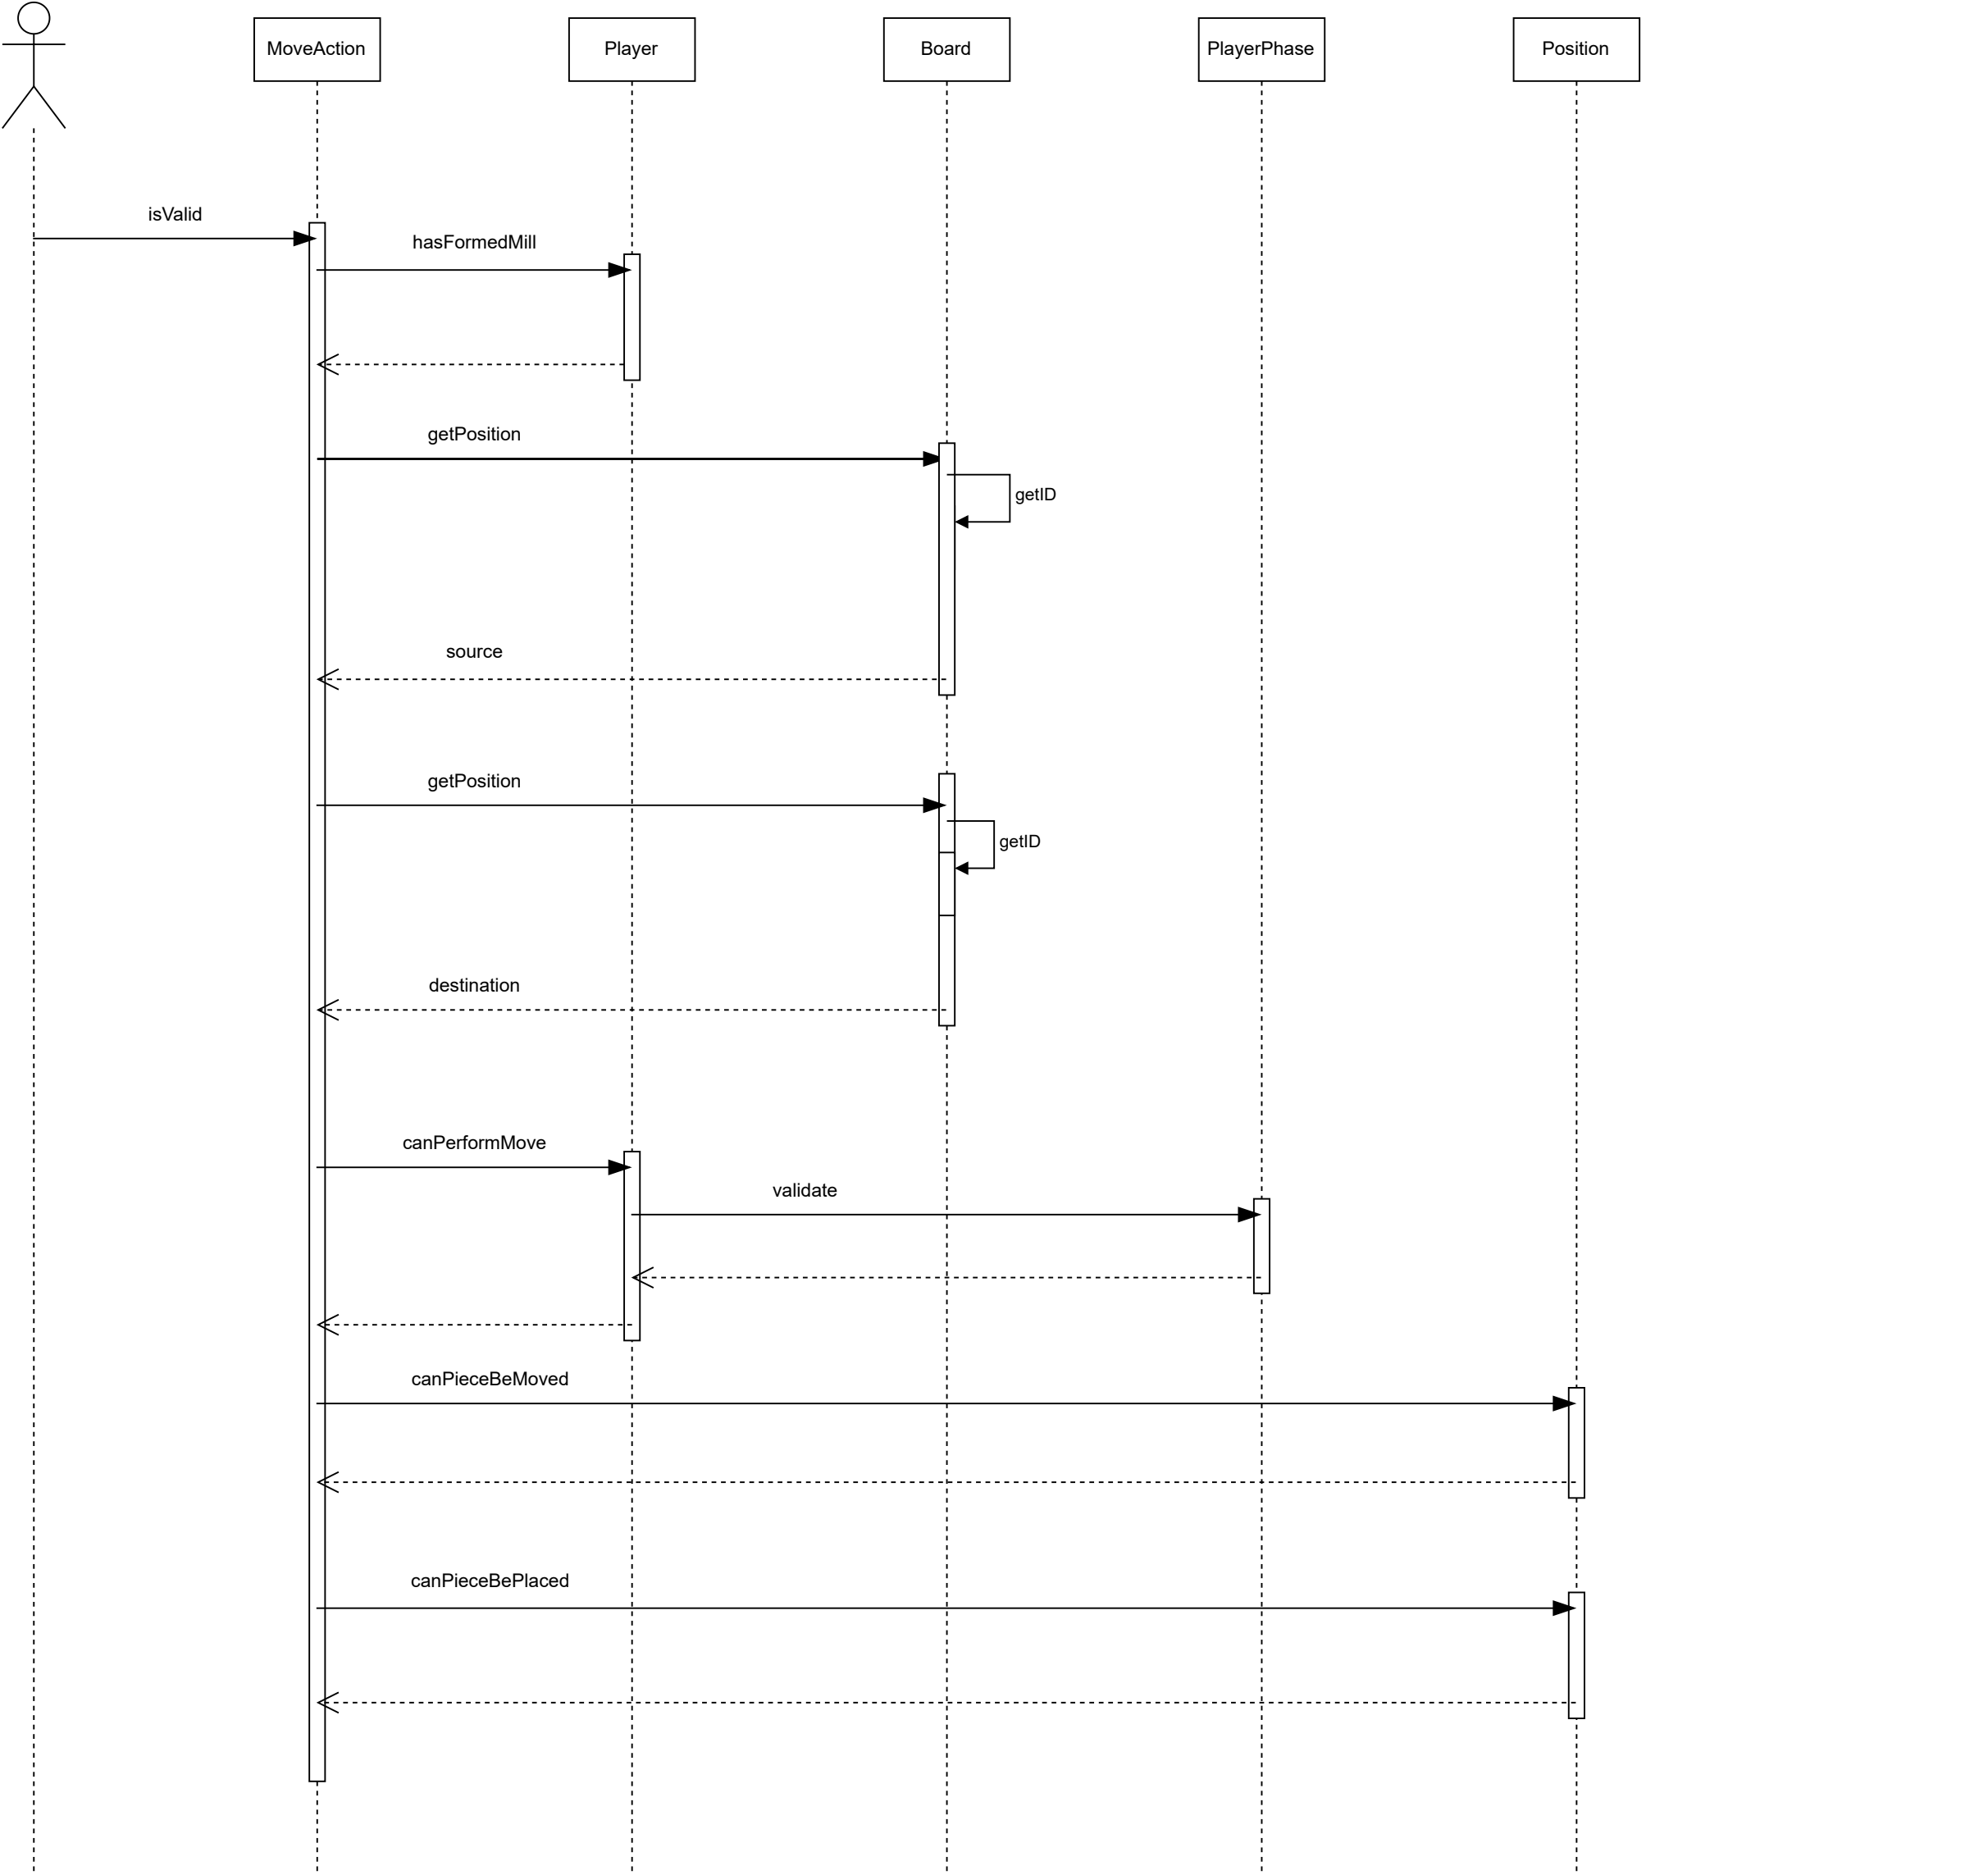 MoveAction
Player
Board
PlayerPhase
Position
isValid
hasFormedMill
getPosition
getID
source
getPosition
getID
destination
canPerformMove
validate
canPieceBeMoved
canPieceBePlaced